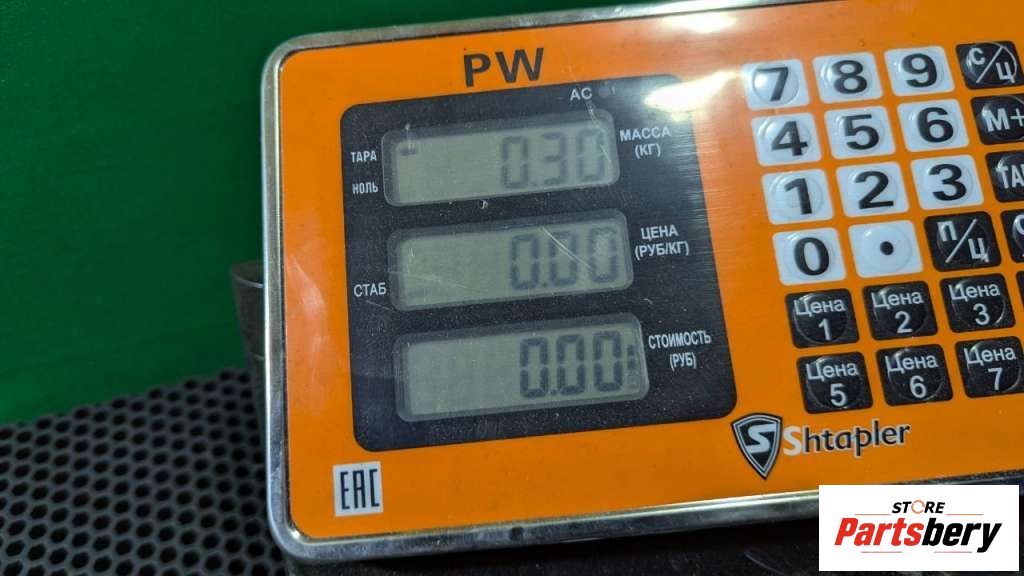 PW
AC
ТАРА
НОЛЬ
0.30
МАССА
(КГ)
СТАБ
0.00
ЦЕНА
(РУБ/КГ)
0.00
СТОИМОСТЬ
(РУБ)
7 8 9 С/Ц
4 5 6 М+
1 2 3 ТА
0 • П/Ц
Цена 1
Цена 2
Цена 3
Цена 5
Цена 6
Цена 7
S Shtapler
EAC
STORE
Partsbery